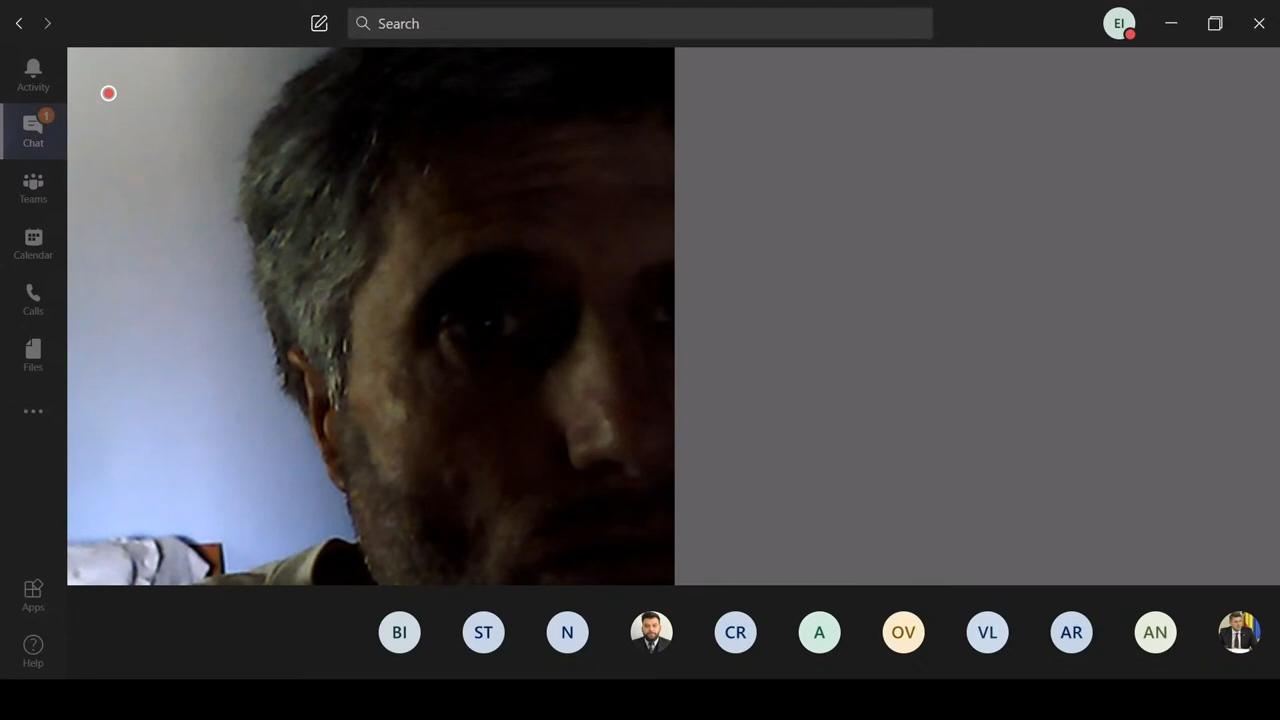 Search
EI
Activity
1
Chat
Teams
Calendar
Calls
Files
Apps
Help
BI ST N CR A OV VL AR AN